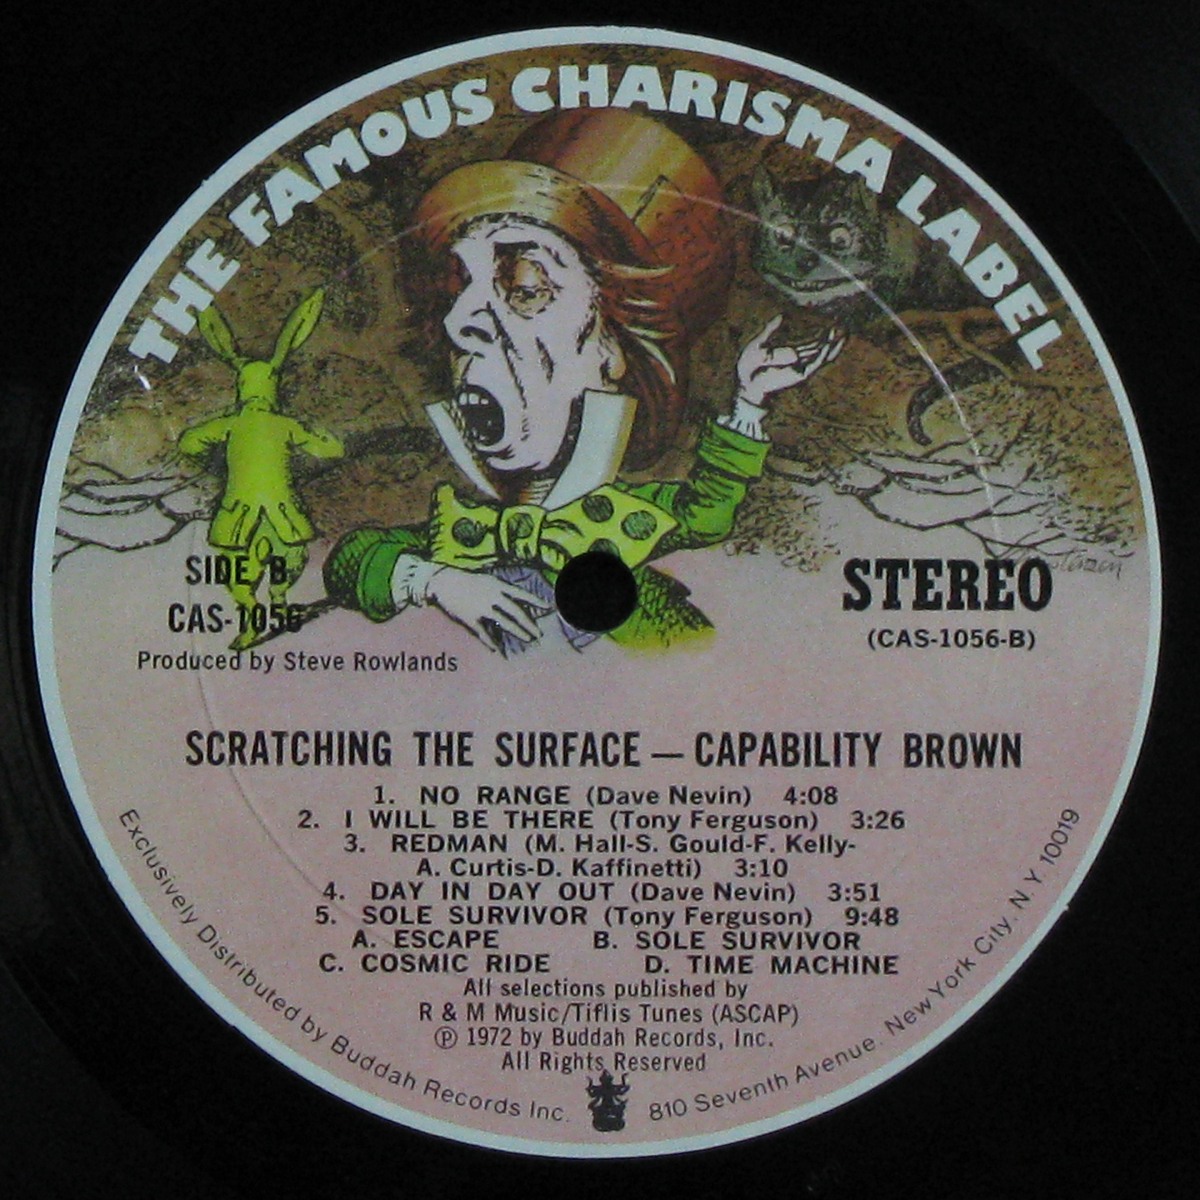 THE FAMOUS CHARISMA LABEL
SIDE B
CAS-1056
Produced by Steve Rowlands
STEREO
(CAS-1056-B)
SCRATCHING THE SURFACE — CAPABILITY BROWN
1. NO RANGE (Dave Nevin) 4:08
2. I WILL BE THERE (Tony Ferguson) 3:26
3. REDMAN (M. Hall-S. Gould-F. Kelly-
A. Curtis-D. Kaffinetti) 3:10
4. DAY IN DAY OUT (Dave Nevin) 3:51
5. SOLE SURVIVOR (Tony Ferguson) 9:48
A. ESCAPE B. SOLE SURVIVOR
C. COSMIC RIDE D. TIME MACHINE
All selections published by
R & M Music/Tiflis Tunes (ASCAP)
℗ 1972 by Buddah Records, Inc.
All Rights Reserved
Exclusively Distributed by Buddah Records Inc. 810 Seventh Avenue. New York City. N. Y 10019